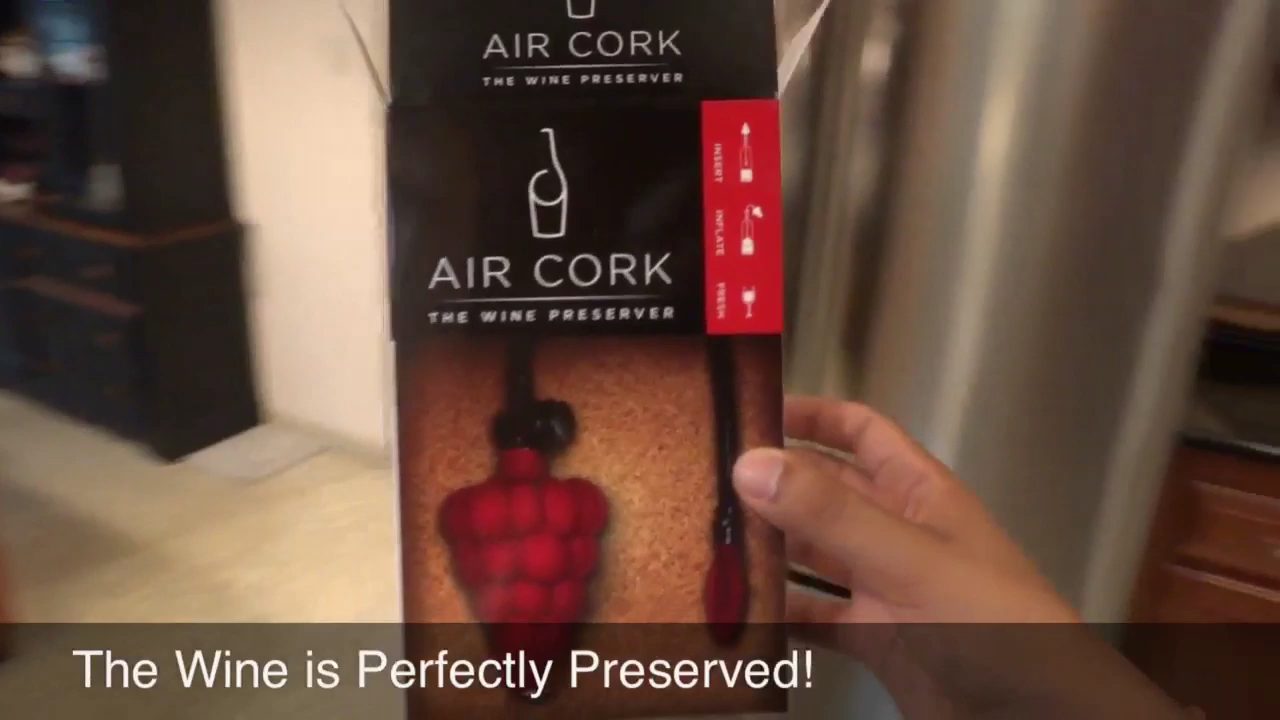 AIR CORK
THE WINE PRESERVER
AIR CORK
THE WINE PRESERVER
INSERT
INFLATE
FRESH
The Wine is Perfectly Preserved!